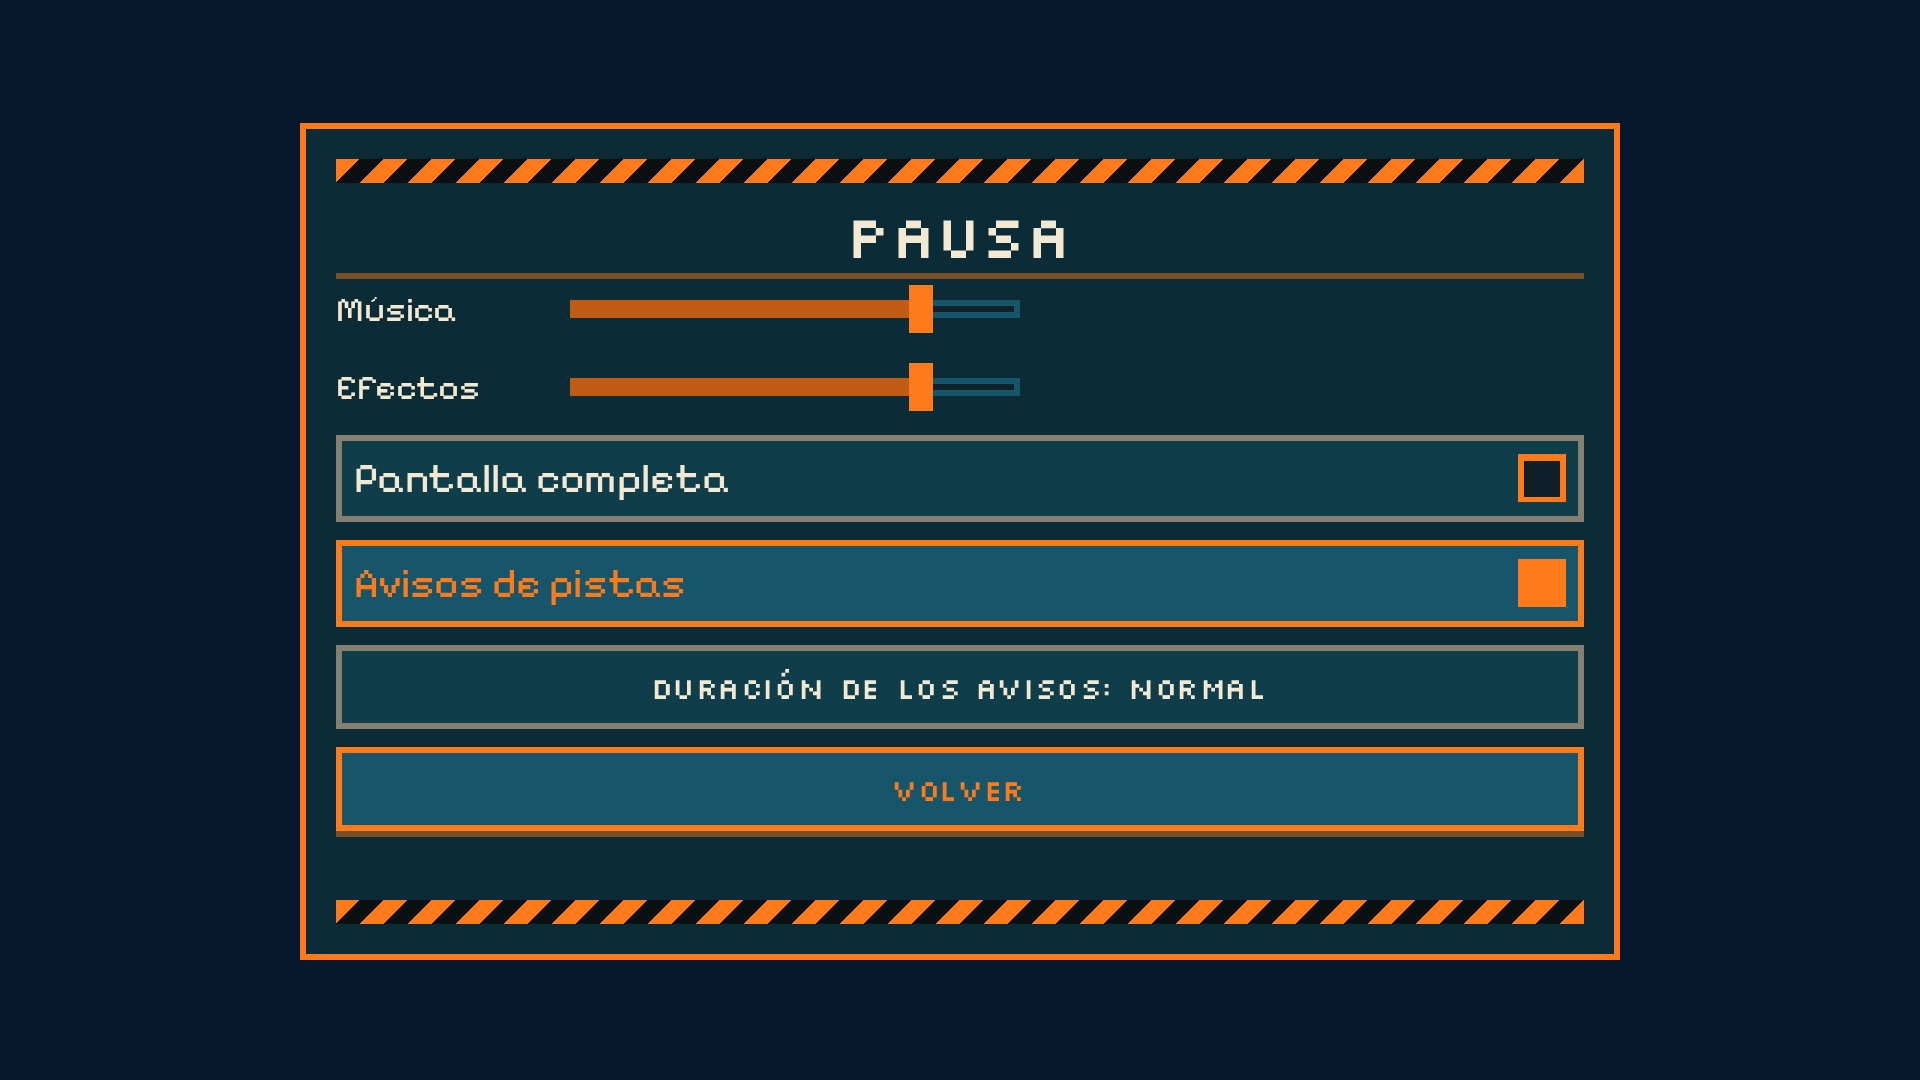 PAUSA
Música
Efectos
Pantalla completa
Avisos de pistas
DURACIÓN DE LOS AVISOS: NORMAL
VOLVER